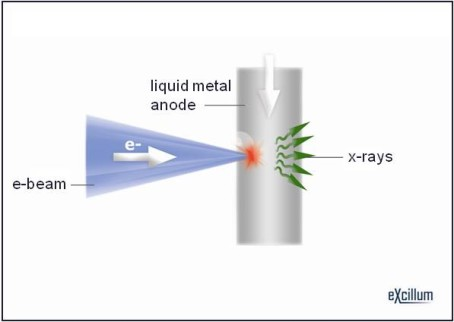 liquid metal
anode
e-
x-rays
e-beam
eXcillum